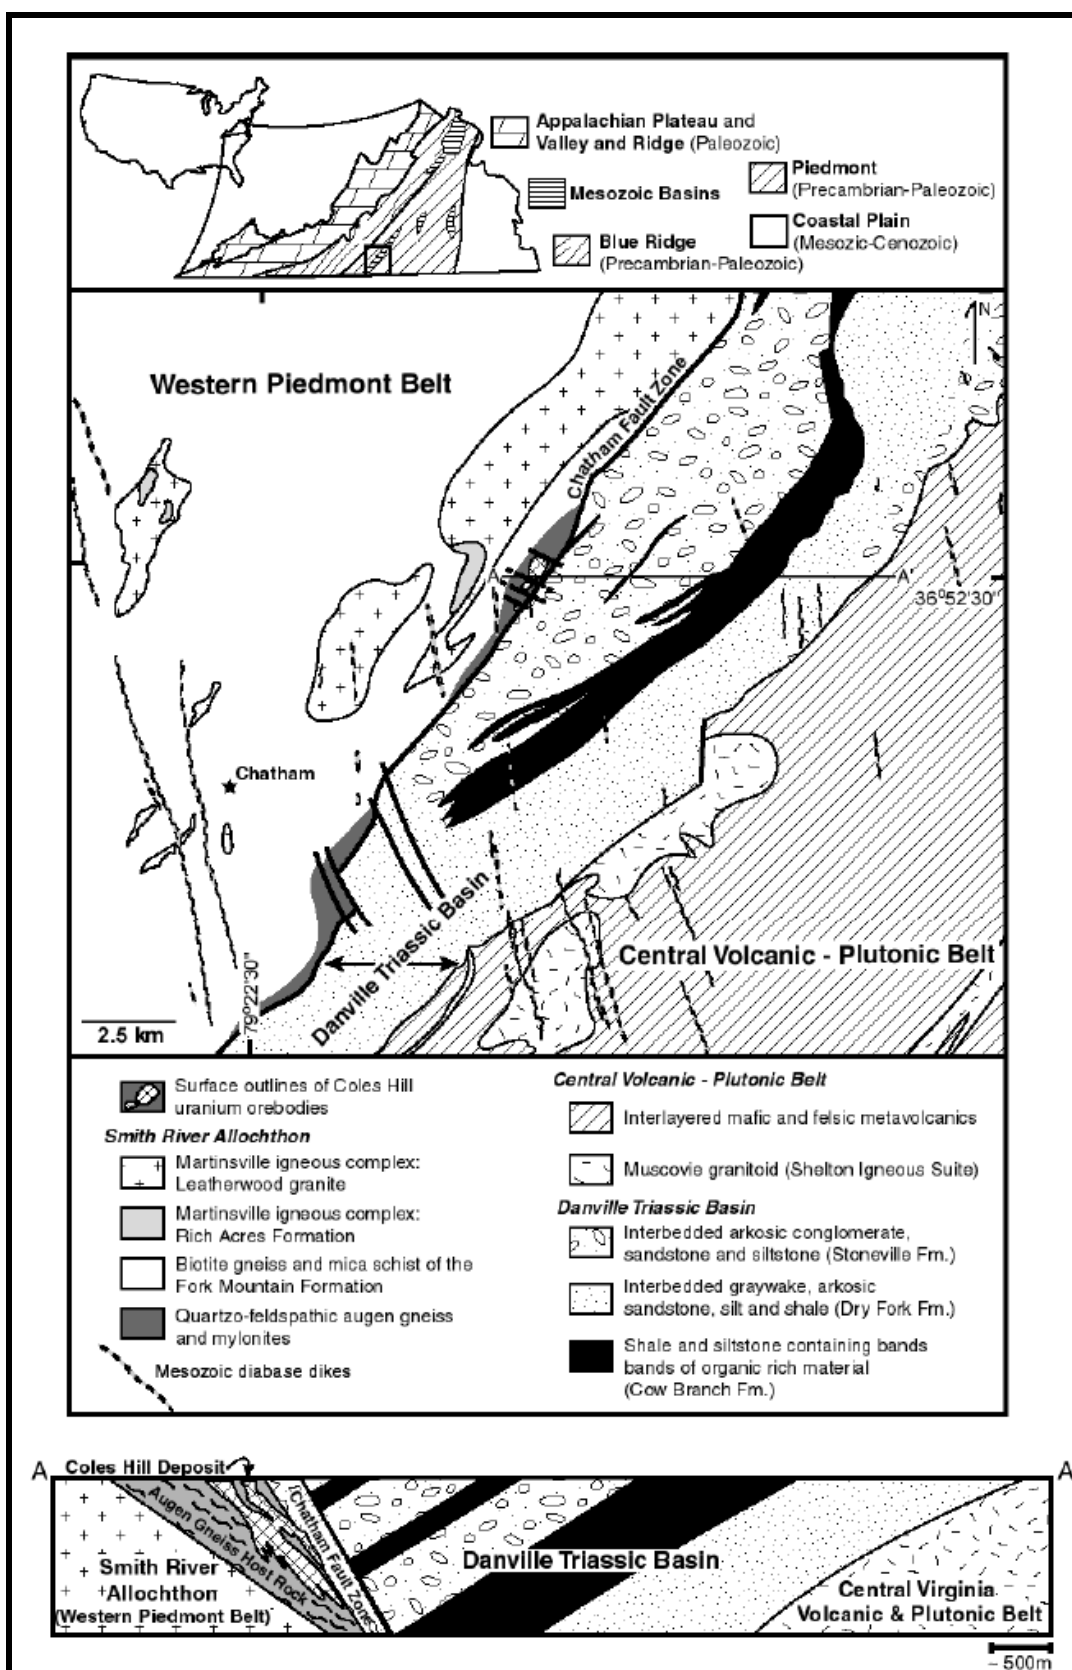 Appalachian Plateau and
Valley and Ridge (Paleozoic)
Mesozoic Basins
Piedmont
(Precambrian-Paleozoic)
Coastal Plain
(Mesozic-Cenozoic)
Blue Ridge
(Precambrian-Paleozoic)
N
Western Piedmont Belt
Chatham Fault Zone
A
A'
36°52'30"
Chatham
Danville Triassic Basin
Central Volcanic - Plutonic Belt
79°22'30"
2.5 km
Surface outlines of Coles Hill
uranium orebodies
Smith River Allochthon
Martinsville igneous complex:
Leatherwood granite
Martinsville igneous complex:
Rich Acres Formation
Biotite gneiss and mica schist of the
Fork Mountain Formation
Quartzo-feldspathic augen gneiss
and mylonites
Mesozoic diabase dikes
Central Volcanic - Plutonic Belt
Interlayered mafic and felsic metavolcanics
Muscovie granitoid (Shelton Igneous Suite)
Danville Triassic Basin
Interbedded arkosic conglomerate,
sandstone and siltstone (Stoneville Fm.)
Interbedded graywake, arkosic
sandstone, silt and shale (Dry Fork Fm.)
Shale and siltstone containing bands
bands of organic rich material
(Cow Branch Fm.)
A
Coles Hill Deposit
A
Augen Gneiss Host Rock
Chatham Fault Zone
Smith River
Allochthon
(Western Piedmont Belt)
Danville Triassic Basin
Central Virginia
Volcanic & Plutonic Belt
~ 500m